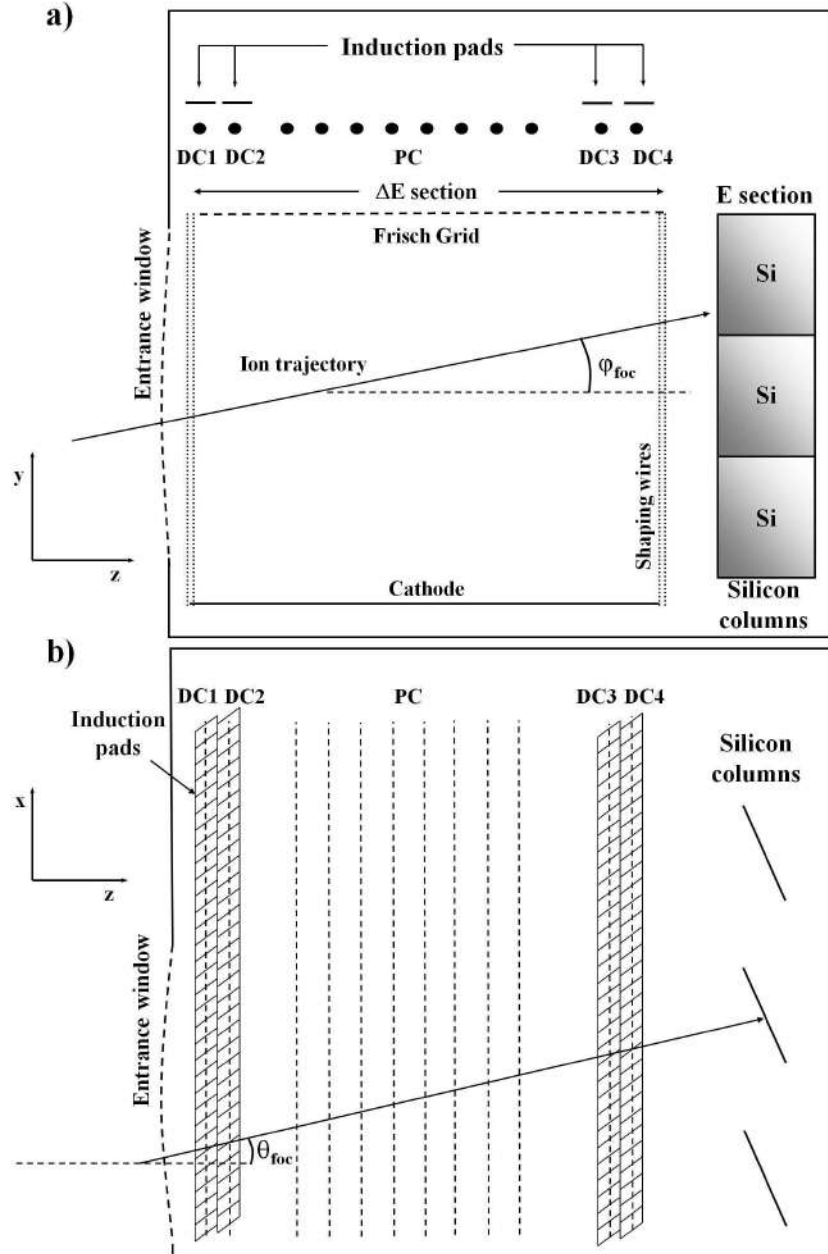 a)
Induction pads
DC1 DC2 PC DC3 DC4
ΔE section
E section
Frisch Grid
Entrance window
Si
Ion trajectory
φfoc
Si
Shaping wires
y
z
Si
Cathode
Silicon
columns
b)
DC1 DC2 PC DC3 DC4
Induction
pads
Silicon
columns
x
z
Entrance window
θfoc